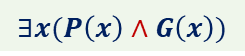 ∃x(P(x) ∧ G(x))